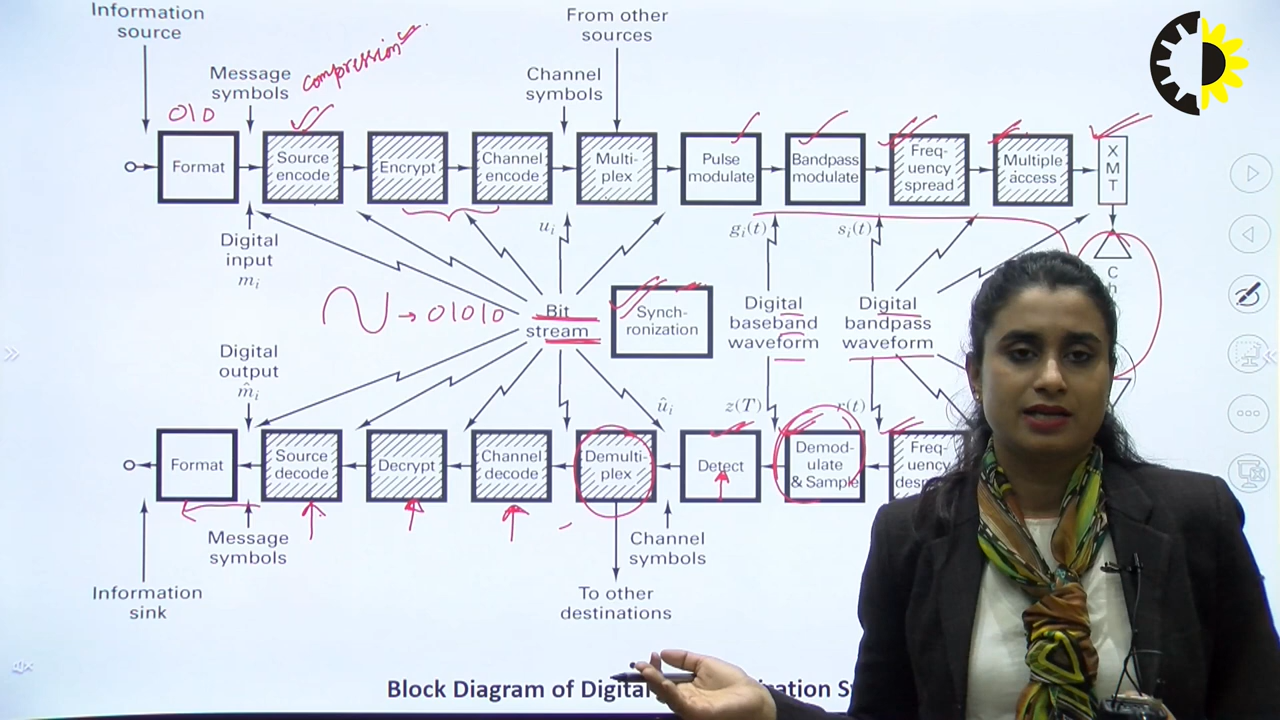 Information
source
From other
sources
Message
symbols
compression
Channel
symbols
010
Format
Source
encode
Encrypt
Channel
encode
Multi-
plex
Pulse
modulate
Bandpass
modulate
Freq-
uency
spread
Multiple
access
X
M
T
Digital
input
mᵢ
uᵢ
gᵢ(t)
sᵢ(t)
C
h
→ 01010
Bit
stream
Synch-
ronization
Digital
baseband
waveform
Digital
bandpass
waveform
Digital
output
m̂ᵢ
ûᵢ
z(T)
r(t)
Format
Source
decode
Decrypt
Channel
decode
Demulti-
plex
Detect
Demod-
ulate
& Sample
Freq-
uency
Message
symbols
Channel
symbols
Information
sink
To other
destinations
Block Diagram of Digital